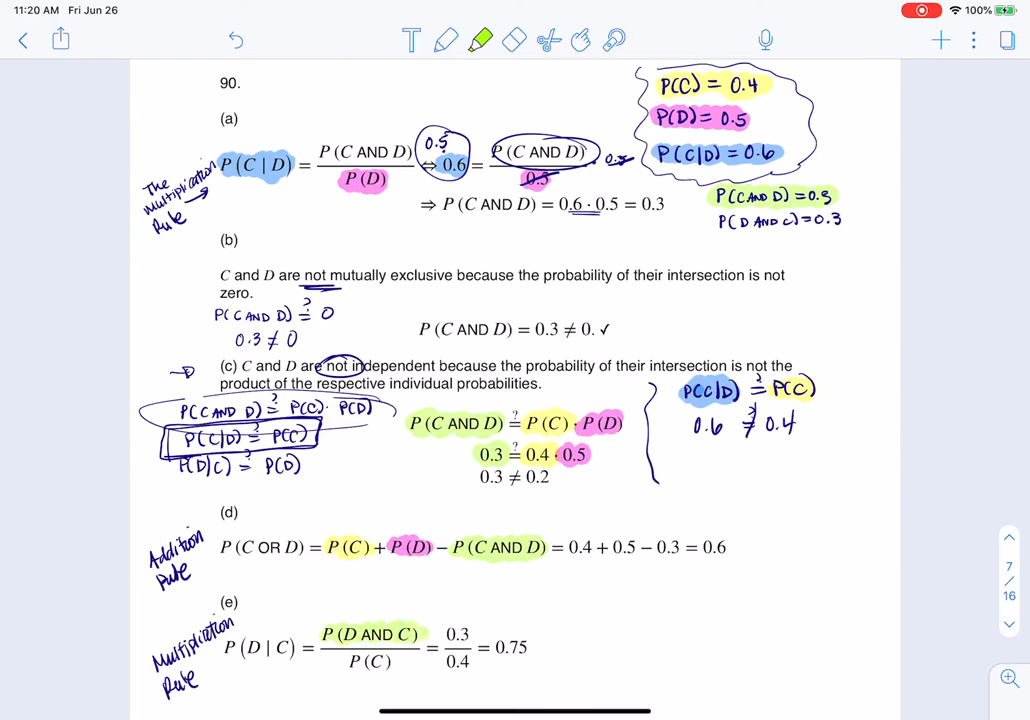 11:20 AM Fri Jun 26
100%
T
90.
P(C) = 0.4
P(D) = 0.5
P(C|D) = 0.6
P(C AND D) = 0.3
P(D AND C) = 0.3
(a)
The Multiplication Rule →
P (C | D) = P (C AND D) / P (D) ⇔ 0.6 = P (C AND D) / 0.5
0.5
· 0.5
⇒ P (C AND D) = 0.6 · 0.5 = 0.3
(b)
C and D are not mutually exclusive because the probability of their intersection is not
zero.
P(C AND D) ≟ 0
0.3 ≠ 0
P (C AND D) = 0.3 ≠ 0. ✓
(c) C and D are not independent because the probability of their intersection is not the
product of the respective individual probabilities.
P(C AND D) ≟ P(C) · P(D)
P(C|D) ≟ P(C)
P(D|C) ≟ P(D)
P (C AND D) ≟ P (C) · P (D)
0.3 ≟ 0.4 · 0.5
0.3 ≠ 0.2
P(C|D) ≟ P(C)
0.6 ≠ 0.4
(d)
Addition Rule
P (C OR D) = P (C) + P (D) − P (C AND D) = 0.4 + 0.5 − 0.3 = 0.6
(e)
Multiplication Rule
P (D | C) = P (D AND C) / P (C) = 0.3 / 0.4 = 0.75
7
/
16